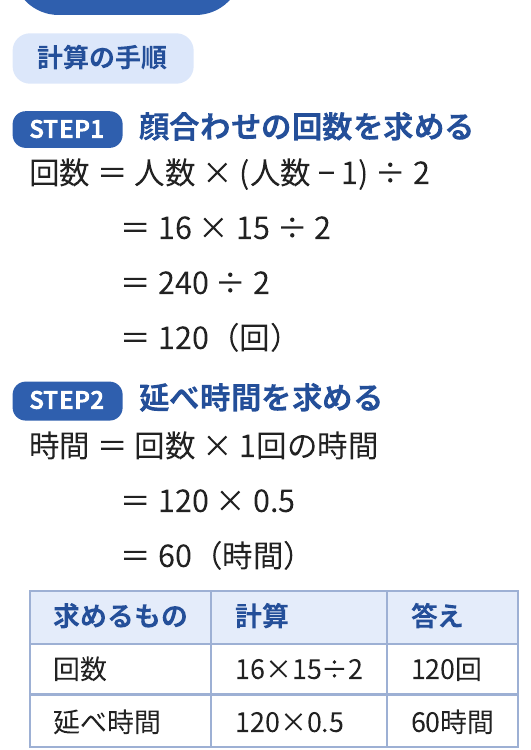 計算の手順
STEP1 顔合わせの回数を求める
回数 = 人数 × (人数 − 1) ÷ 2
= 16 × 15 ÷ 2
= 240 ÷ 2
= 120（回）
STEP2 延べ時間を求める
時間 = 回数 × 1回の時間
= 120 × 0.5
= 60（時間）
求めるもの 計算 答え
回数 16×15÷2 120回
延べ時間 120×0.5 60時間